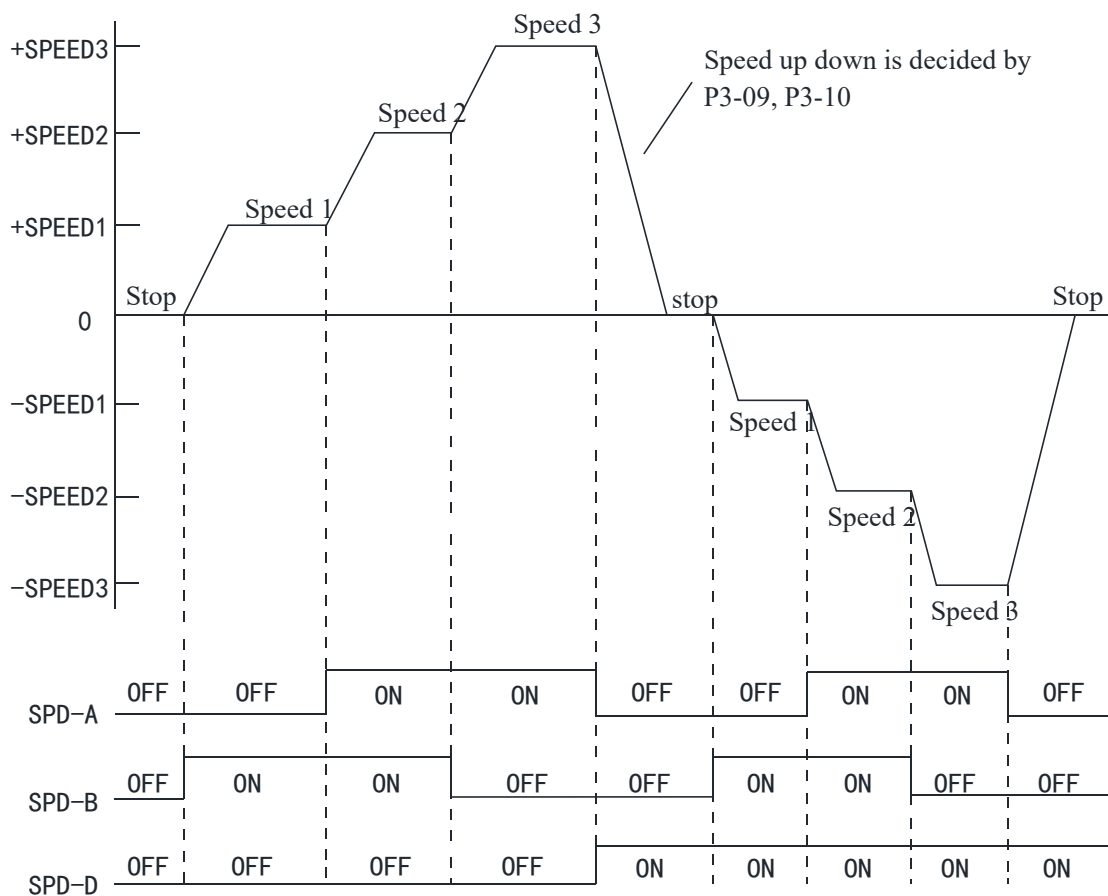 Speed 3
+SPEED3
Speed up down is decided by
P3-09, P3-10
Speed 2
+SPEED2
Speed 1
+SPEED1
Stop
stop
Stop
0
−SPEED1
Speed 1
−SPEED2
Speed 2
−SPEED3
Speed 3
SPD-A OFF OFF ON ON OFF OFF ON ON OFF
SPD-B OFF ON ON OFF OFF ON ON OFF OFF
SPD-D OFF OFF OFF OFF ON ON ON ON ON